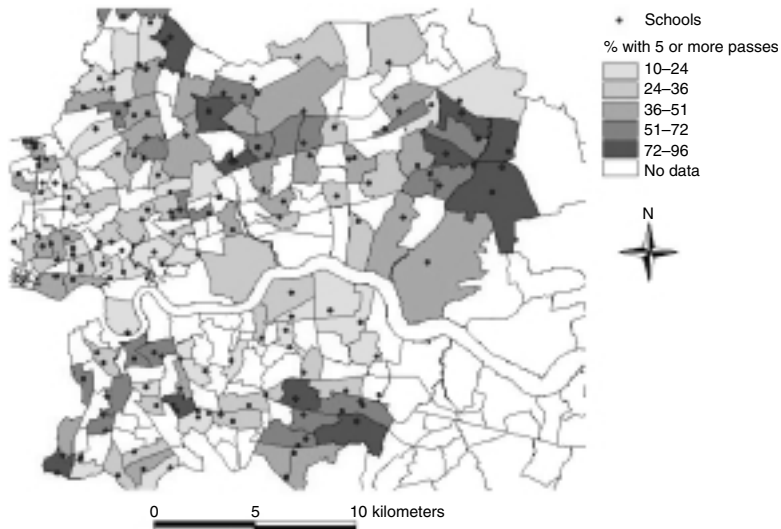 Schools
% with 5 or more passes
10–24
24–36
36–51
51–72
72–96
No data
N
0 5 10 kilometers